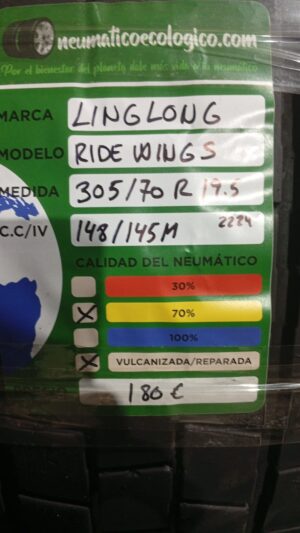 neumaticoecologico.com
Por el bienestar del planeta dale más vida a tu neumático
MARCA LINGLONG
MODELO RIDE WINGS
MEDIDA 305/70 R 19.5
C.C/IV 148/145M 2224
CALIDAD DEL NEUMÁTICO
30%
X 70%
100%
X VULCANIZADA/REPARADA
180 €